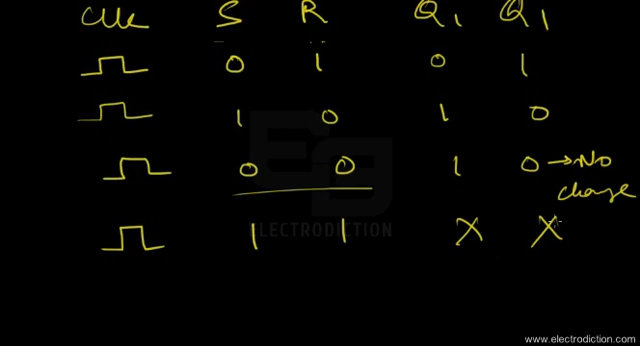 Clk S R Q1 Q1
0 1 0 1
1 0 1 0
0 0 1 0 → No
change
1 1 X X
ELECTRODICTION
www.electrodiction.com